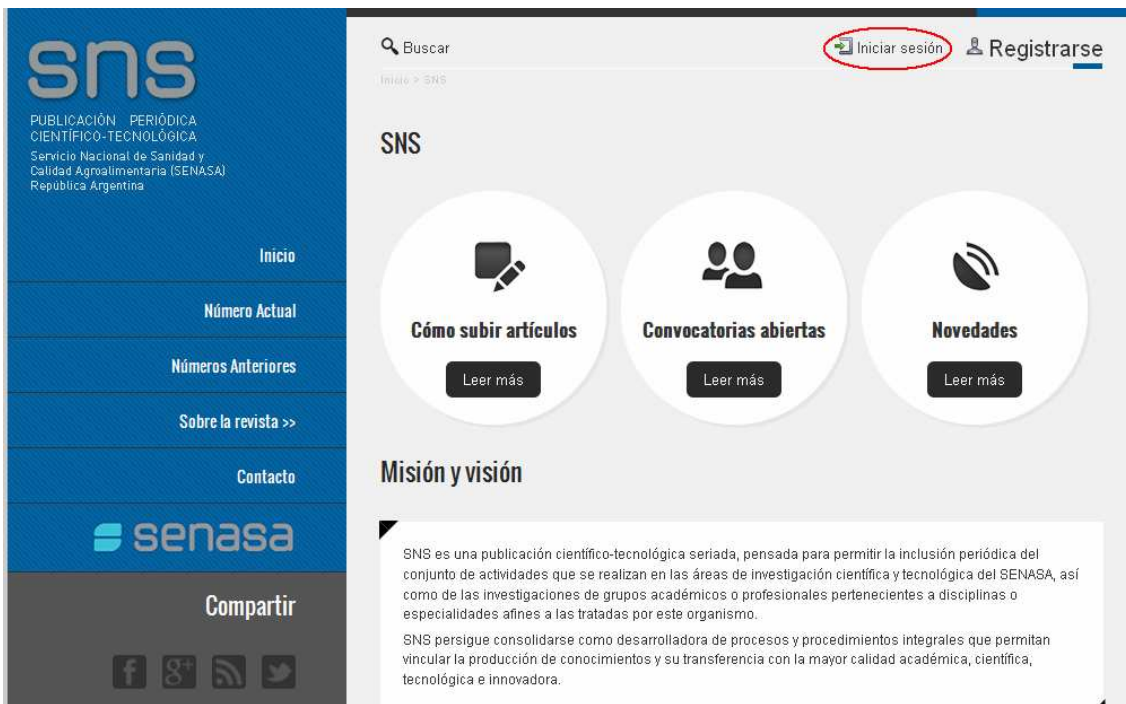 sns
PUBLICACIÓN PERIÓDICA
CIENTÍFICO-TECNOLÓGICA
Servicio Nacional de Sanidad y
Calidad Agroalimentaria (SENASA)
República Argentina
Inicio
Número Actual
Números Anteriores
Sobre la revista >>
Contacto
senasa
Compartir
Buscar
Iniciar sesión
Registrarse
Inicio > SNS
SNS
Cómo subir artículos
Leer más
Convocatorias abiertas
Leer más
Novedades
Leer más
Misión y visión
SNS es una publicación científico-tecnológica seriada, pensada para permitir la inclusión periódica del
conjunto de actividades que se realizan en las áreas de investigación científica y tecnológica del SENASA, así
como de las investigaciones de grupos académicos o profesionales pertenecientes a disciplinas o
especialidades afines a las tratadas por este organismo.
SNS persigue consolidarse como desarrolladora de procesos y procedimientos integrales que permitan
vincular la producción de conocimientos y su transferencia con la mayor calidad académica, científica,
tecnológica e innovadora.